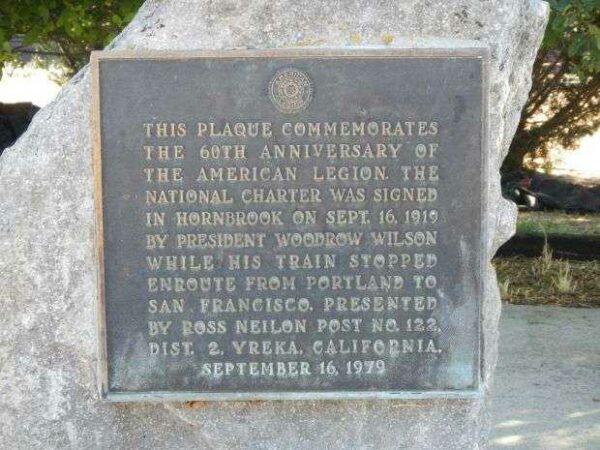 THIS PLAQUE COMMEMORATES
THE 60TH ANNIVERSARY OF
THE AMERICAN LEGION. THE
NATIONAL CHARTER WAS SIGNED
IN HORNBROOK ON SEPT. 16, 1919
BY PRESIDENT WOODROW WILSON
WHILE HIS TRAIN STOPPED
ENROUTE FROM PORTLAND TO
SAN FRANCISCO. PRESENTED
BY ROSS NEILON POST NO. 122,
DIST. 2, YREKA, CALIFORNIA,
SEPTEMBER 16, 1979